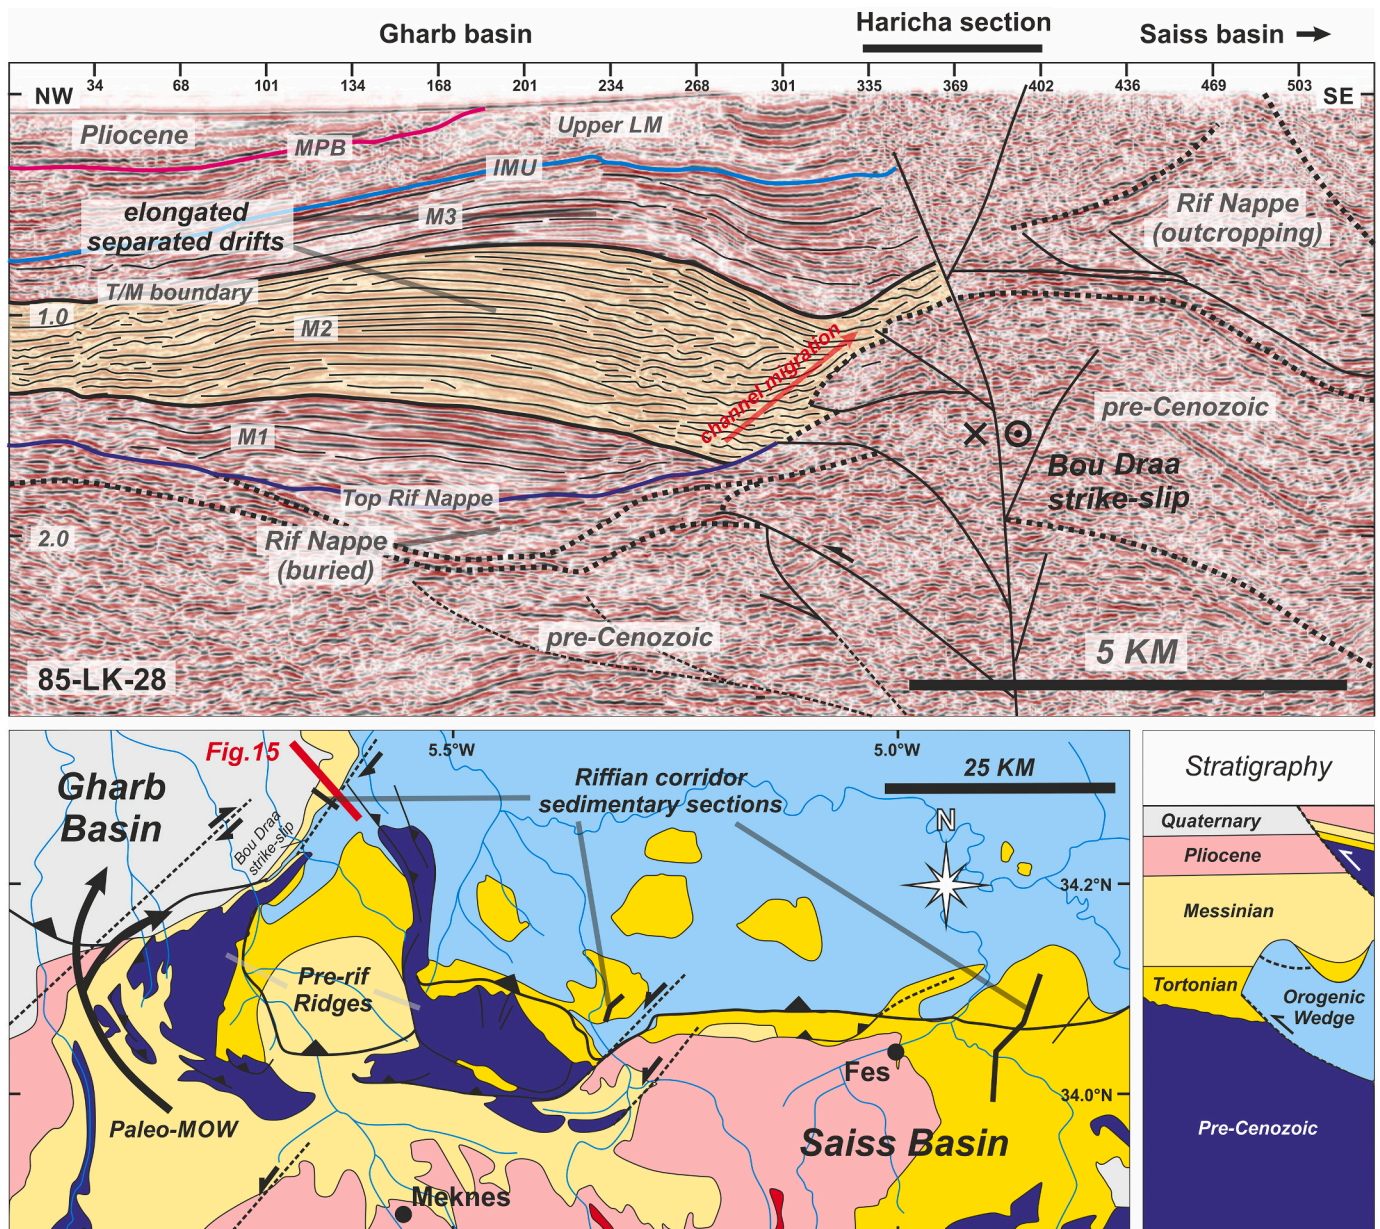 Gharb basin
Haricha section
Saiss basin
34 68 101 134 168 201 234 268 301 335 369 402 436 469 503
NW
SE
Pliocene
MPB
Upper LM
IMU
elongated
separated drifts
M3
Rif Nappe
(outcropping)
T/M boundary
1.0
M2
channel migration
pre-Cenozoic
M1
Bou Draa
strike-slip
Top Rif Nappe
2.0
Rif Nappe
(buried)
pre-Cenozoic
5 KM
85-LK-28
Fig.15
5.5°W
5.0°W
Gharb
Basin
Riffian corridor
sedimentary sections
25 KM
N
Bou Draa
strike-slip
34.2°N
Pre-rif
Ridges
Fes
34.0°N
Paleo-MOW
Saiss Basin
Meknes
Stratigraphy
Quaternary
Pliocene
Messinian
Tortonian
Orogenic
Wedge
Pre-Cenozoic